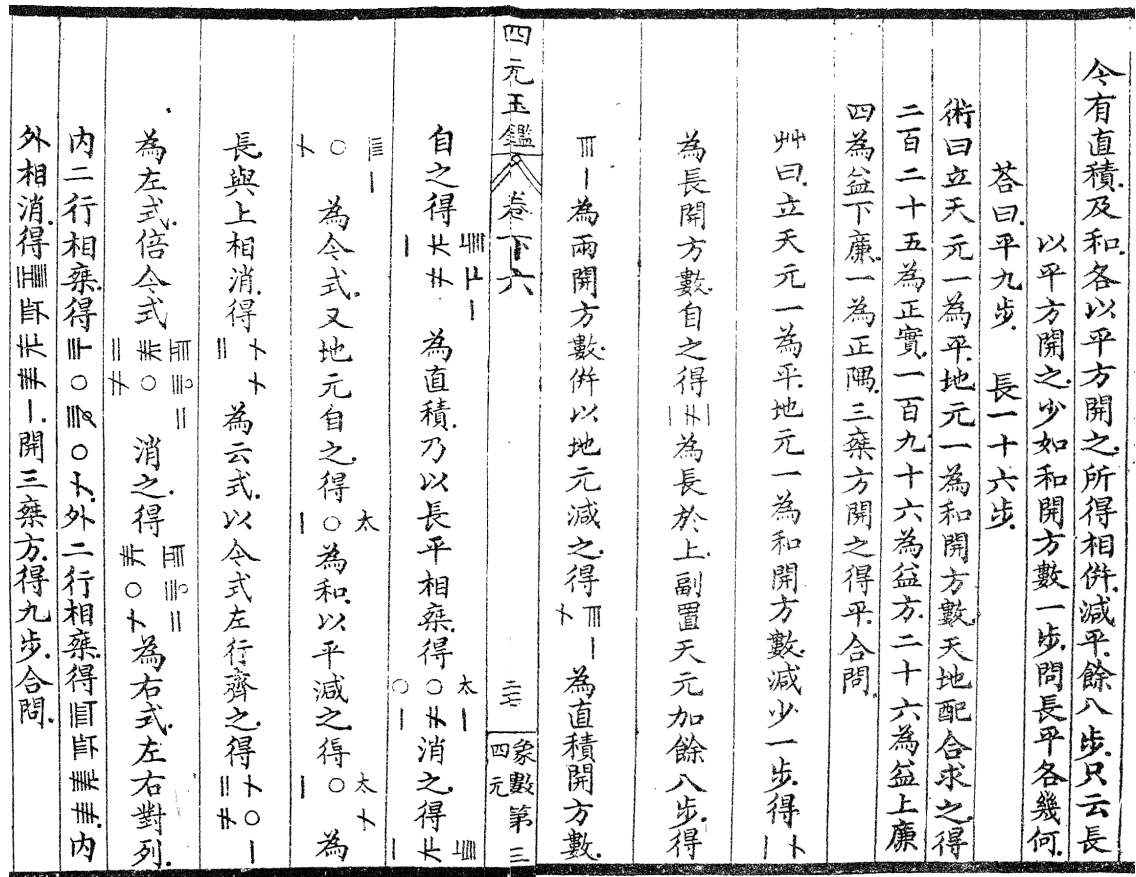 今有直積及和各以平方開之所得相併減平餘八步只云長
以平方開之少如和開方數一步問長平各幾何
荅曰平九步　長一十六步
術曰立天元一為平地元一為和開方數天地配合求之得
二百二十五為正實一百九十六為益方二十六為益上廉
四為益下廉一為正隅三乗方開之得平合問
艸曰立天元一為平地元一為和開方數減少一步得
為長開方數自之得　為長於上副置天元加餘八步得
為兩開方數併以地元減之得　為直積開方數
四元玉鑑　卷下六
象數第三
四元
自之得　為直積乃以長平相乗得　太　消之得
為今式又地元自之得　太　為和以平減之得　太　為
長與上相消得　為云式以今式左行齊之得
為左式倍今式　消之得　為右式左右對列
内二行相乗得　外二行相乗得　内
外相消得　開三乗方得九步合問